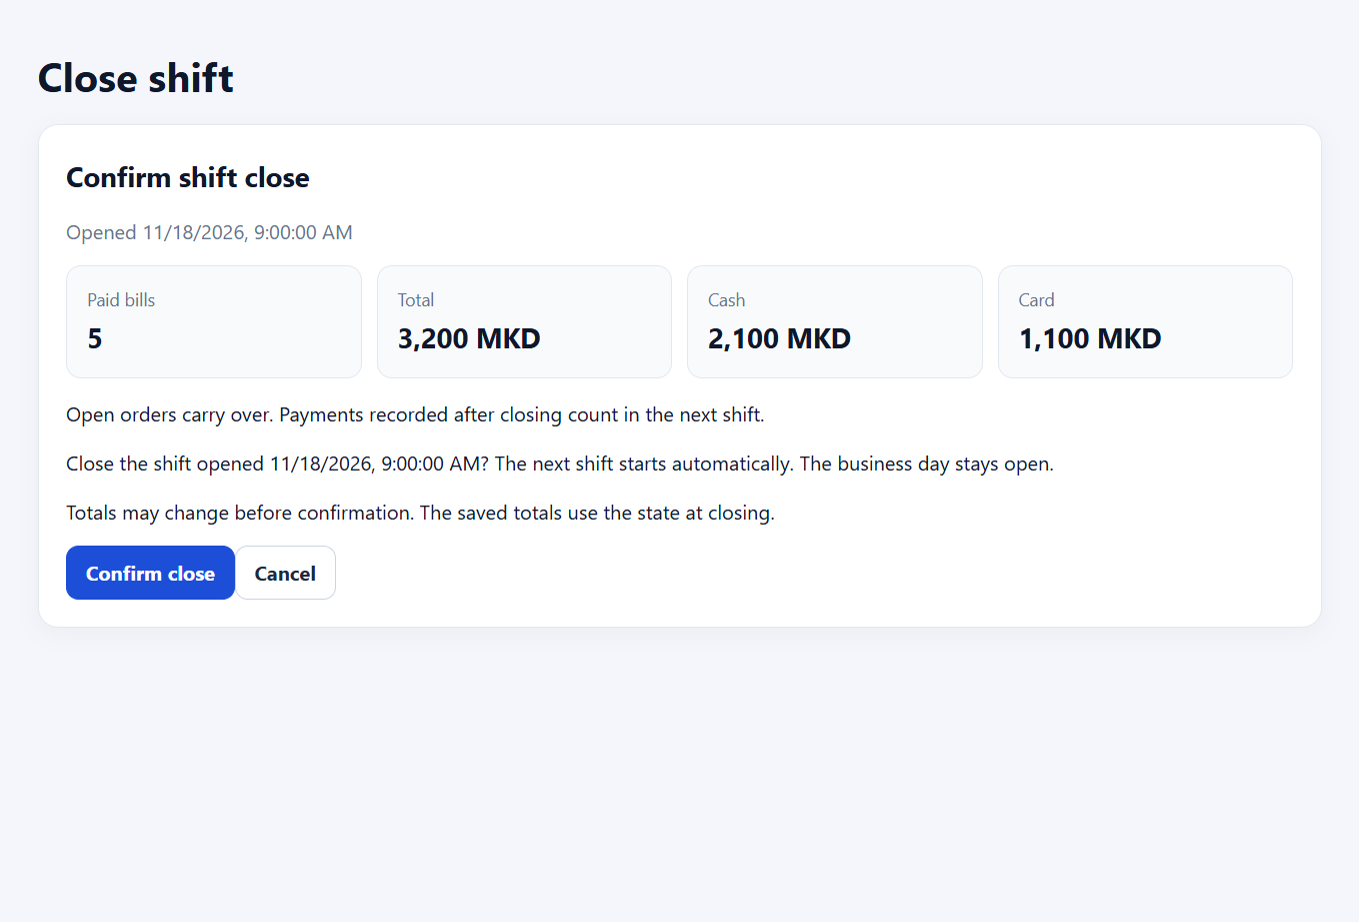 Close shift
Confirm shift close
Opened 11/18/2026, 9:00:00 AM
Paid bills
5
Total
3,200 MKD
Cash
2,100 MKD
Card
1,100 MKD
Open orders carry over. Payments recorded after closing count in the next shift.
Close the shift opened 11/18/2026, 9:00:00 AM? The next shift starts automatically. The business day stays open.
Totals may change before confirmation. The saved totals use the state at closing.
Confirm close
Cancel